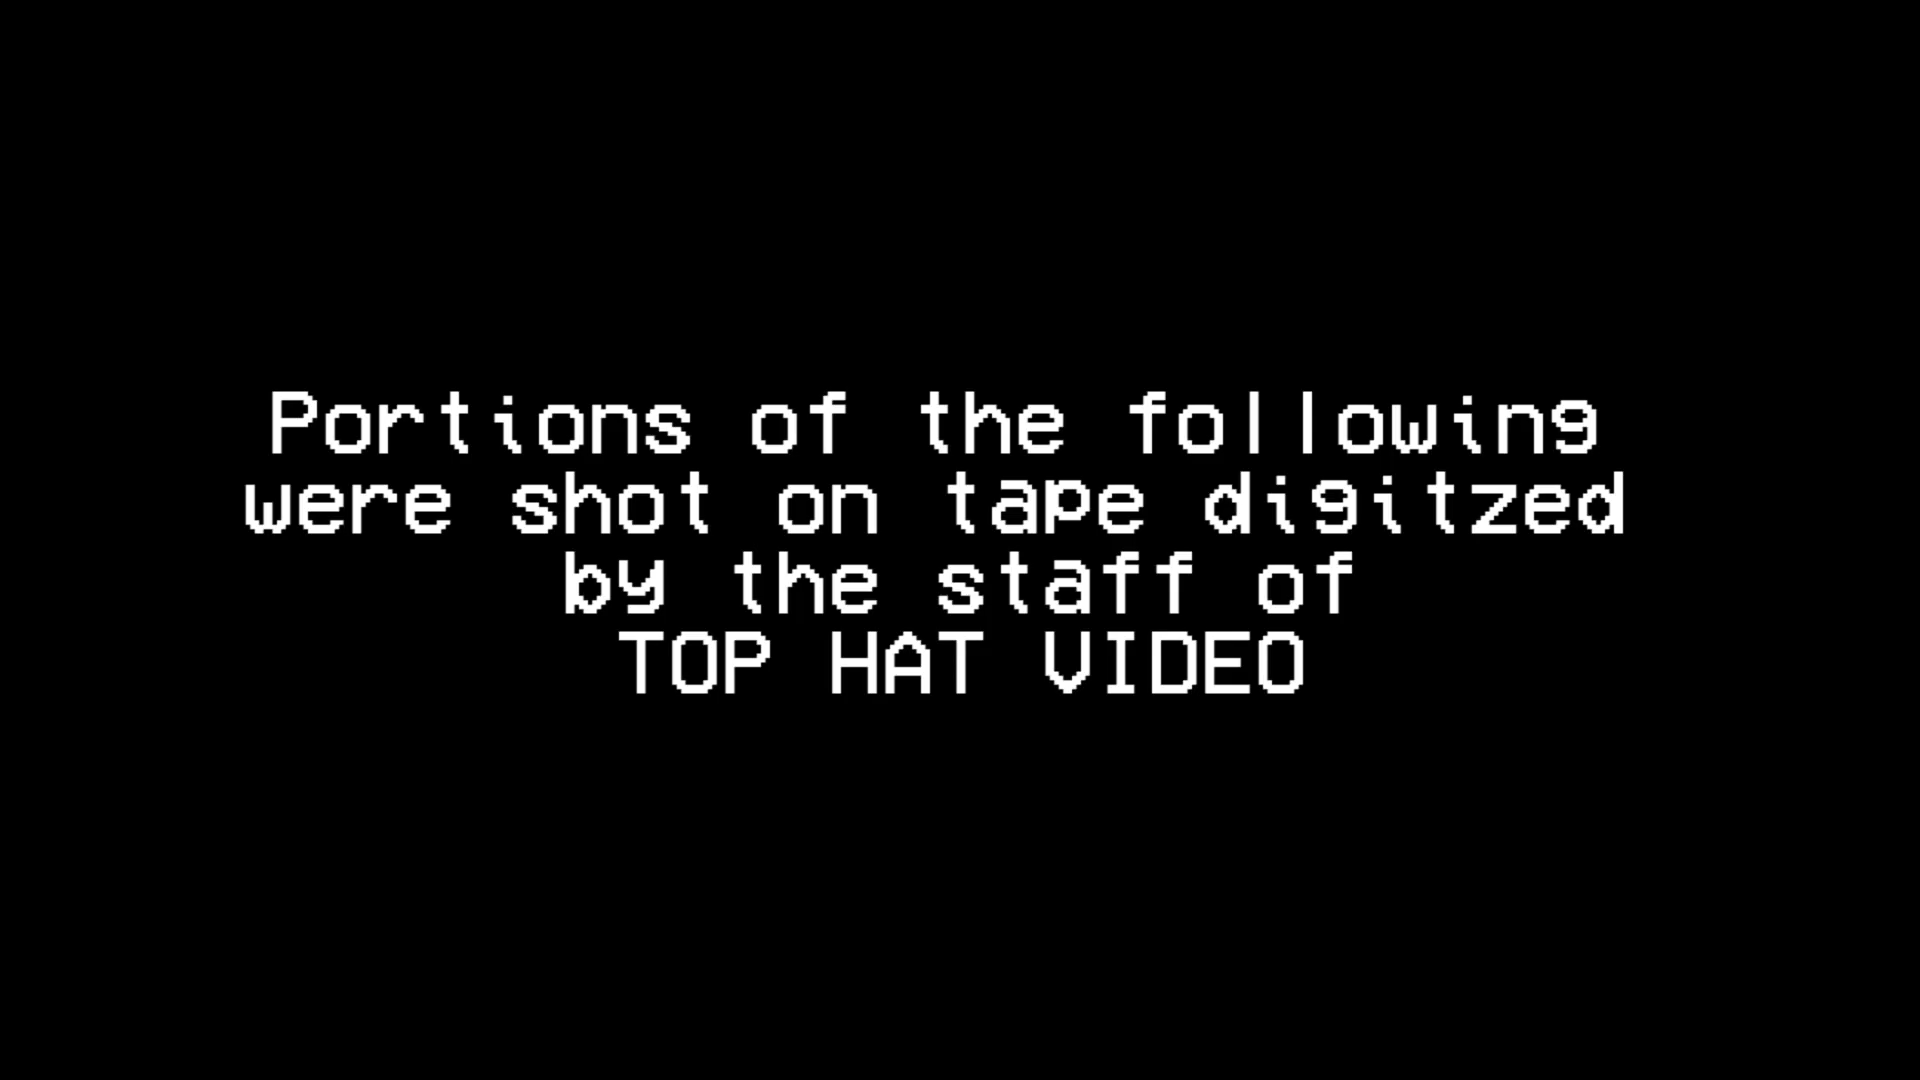 Portions of the following
were shot on tape digitzed
by the staff of
TOP HAT VIDEO